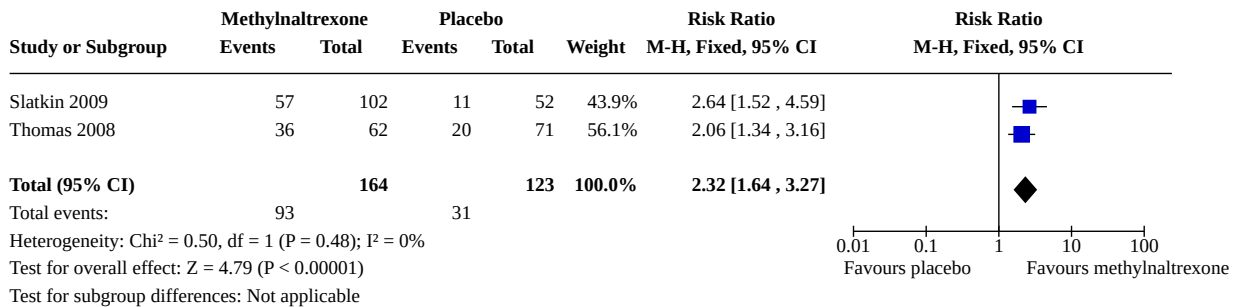 Methylnaltrexone Placebo Risk Ratio Risk Ratio
Study or Subgroup Events Total Events Total Weight M-H, Fixed, 95% CI M-H, Fixed, 95% CI
Slatkin 2009 57 102 11 52 43.9% 2.64 [1.52 , 4.59]
Thomas 2008 36 62 20 71 56.1% 2.06 [1.34 , 3.16]
Total (95% CI) 164 123 100.0% 2.32 [1.64 , 3.27]
Total events: 93 31
Heterogeneity: Chi² = 0.50, df = 1 (P = 0.48); I² = 0%
0.01 0.1 1 10 100
Test for overall effect: Z = 4.79 (P < 0.00001) Favours placebo Favours methylnaltrexone
Test for subgroup differences: Not applicable